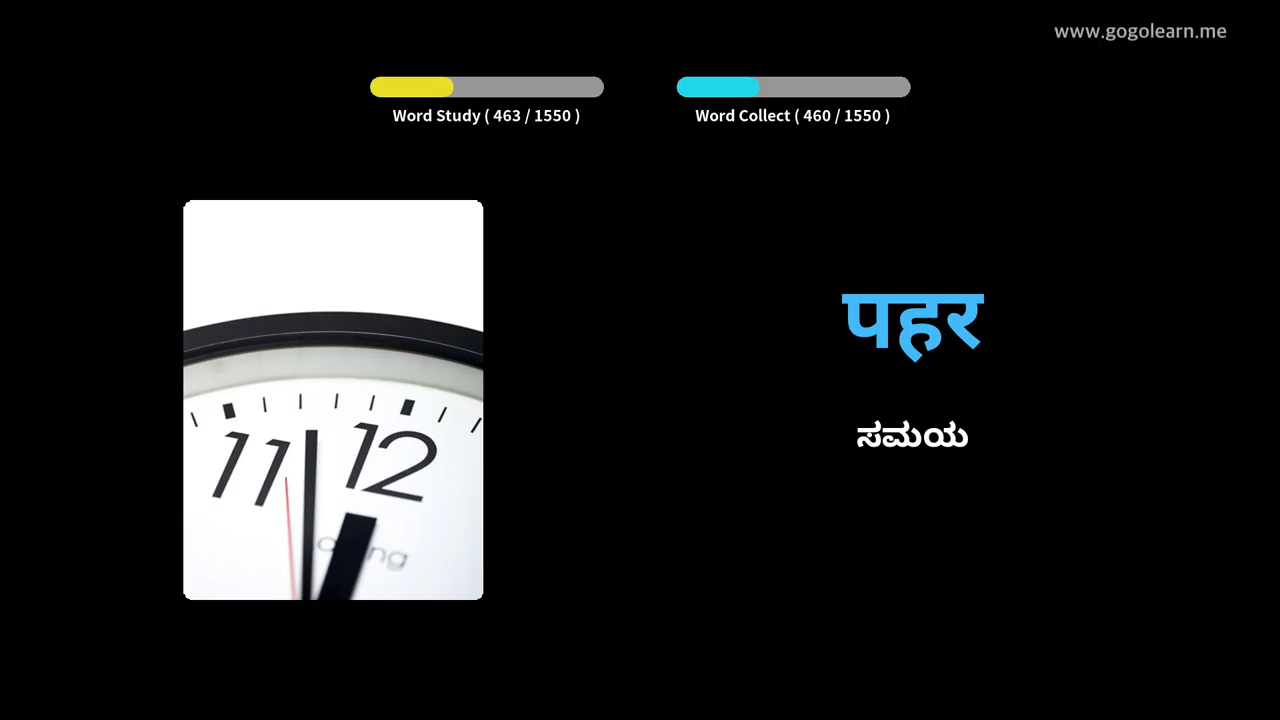 www.gogolearn.me
Word Study ( 463 / 1550 )
Word Collect ( 460 / 1550 )
पहर
ಸಮಯ
11 12